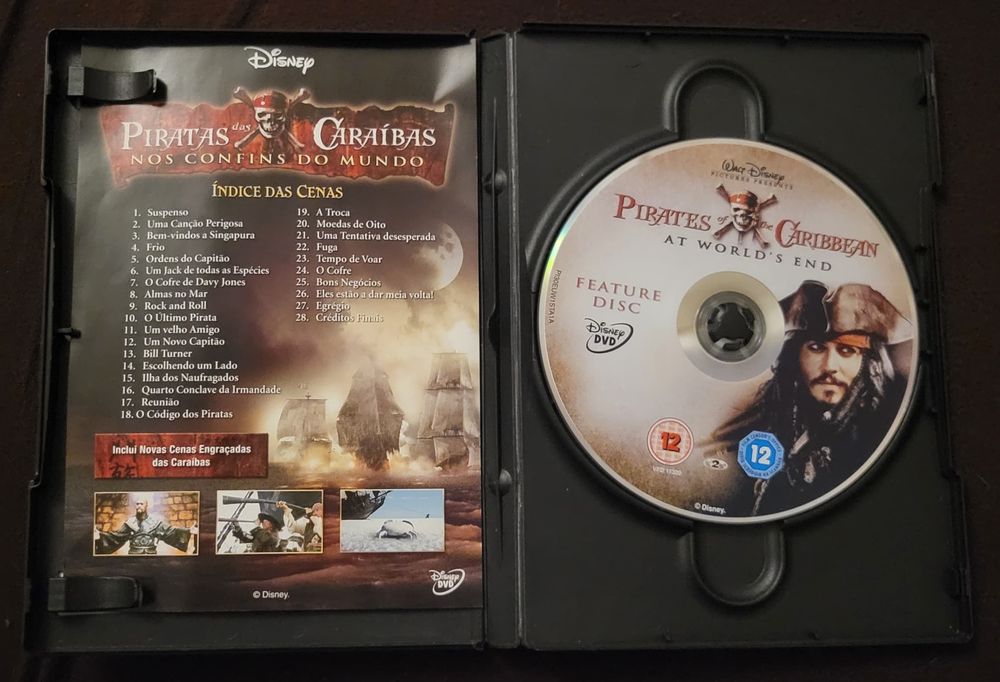 Disney
PIRATAS das CARAÍBAS
NOS CONFINS DO MUNDO
ÍNDICE DAS CENAS
1. Suspenso
2. Uma Canção Perigosa
3. Bem-vindos a Singapura
4. Frio
5. Ordens do Capitão
6. Um Jack de todas as Espécies
7. O Cofre de Davy Jones
8. Almas no Mar
9. Rock and Roll
10. O Último Pirata
11. Um velho Amigo
12. Um Novo Capitão
13. Bill Turner
14. Escolhendo um Lado
15. Ilha dos Naufragados
16. Quarto Conclave da Irmandade
17. Reunião
18. O Código dos Piratas
19. A Troca
20. Moedas de Oito
21. Uma Tentativa desesperada
22. Fuga
23. Tempo de Voar
24. O Cofre
25. Bons Negócios
26. Eles estão a dar meia volta!
27. Egrégio
28. Créditos Finais
Inclui Novas Cenas Engraçadas
das Caraíbas
Disney
DVD
© Disney.
WALT DISNEY
PICTURES PRESENTS
PIRATES of the CARIBBEAN
AT WORLD'S END
FEATURE
DISC
Disney
DVD
12
2
12
© Disney.